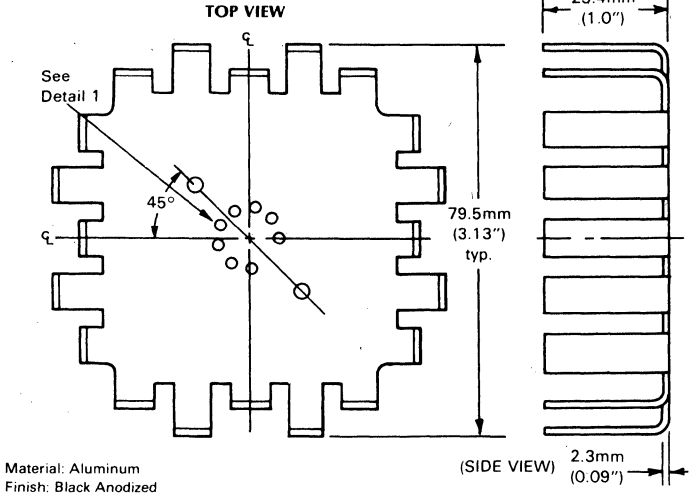 TOP VIEW
(1.0")
See
Detail 1
45°
79.5mm
(3.13")
typ.
(SIDE VIEW)
2.3mm
(0.09")
Material: Aluminum
Finish: Black Anodized